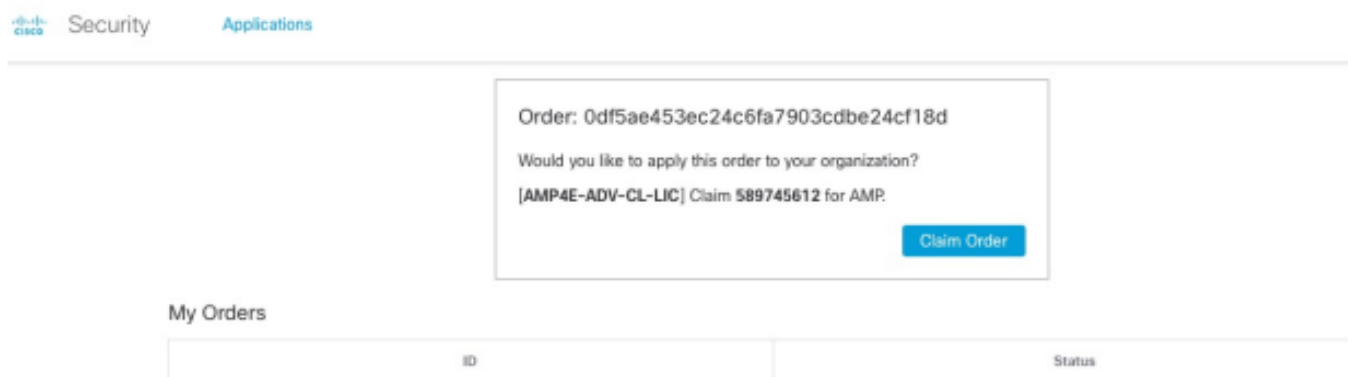 cisco Security Applications
Order: 0df5ae453ec24c6fa7903cdbe24cf18d
Would you like to apply this order to your organization?
[AMP4E-ADV-CL-LIC] Claim 589745612 for AMP.
Claim Order
My Orders
ID Status